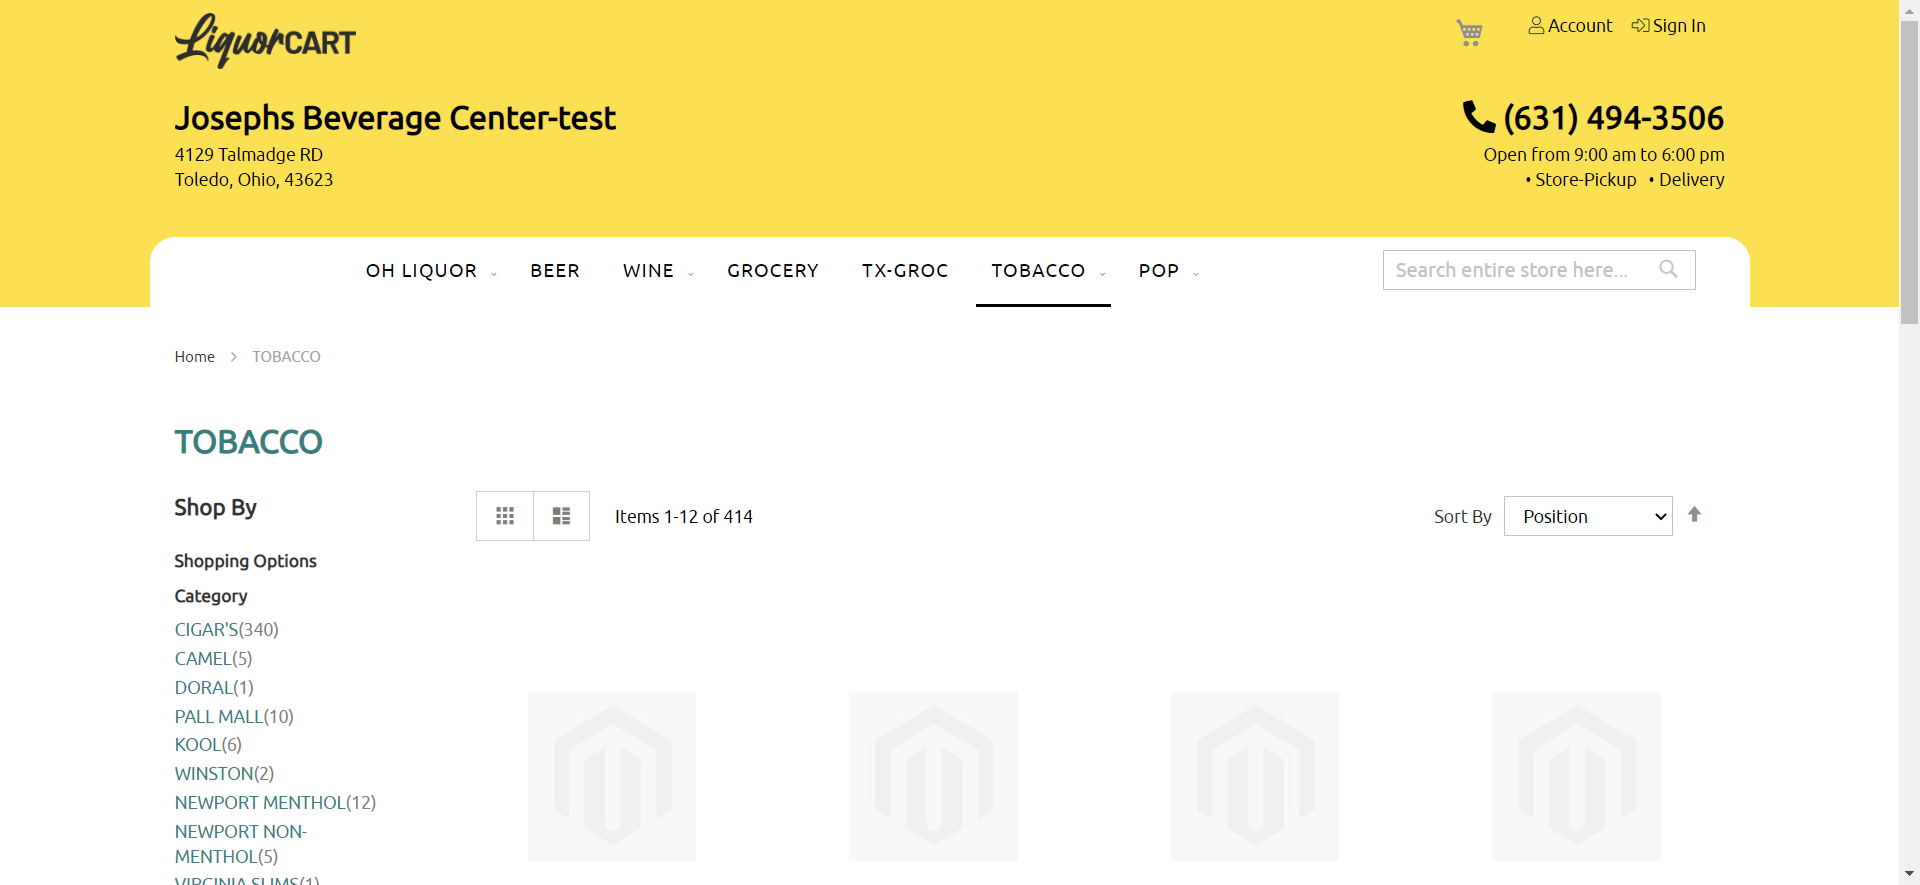 LiquorCART
Account
Sign In
Josephs Beverage Center-test
4129 Talmadge RD
Toledo, Ohio, 43623
(631) 494-3506
Open from 9:00 am to 6:00 pm
• Store-Pickup • Delivery
OH LIQUOR BEER WINE GROCERY TX-GROC TOBACCO POP
Search entire store here...
Home > TOBACCO
TOBACCO
Shop By
Items 1-12 of 414
Sort By Position
Shopping Options
Category
CIGAR'S(340)
CAMEL(5)
DORAL(1)
PALL MALL(10)
KOOL(6)
WINSTON(2)
NEWPORT MENTHOL(12)
NEWPORT NON-
MENTHOL(5)
VIRGINIA SLIMS(1)